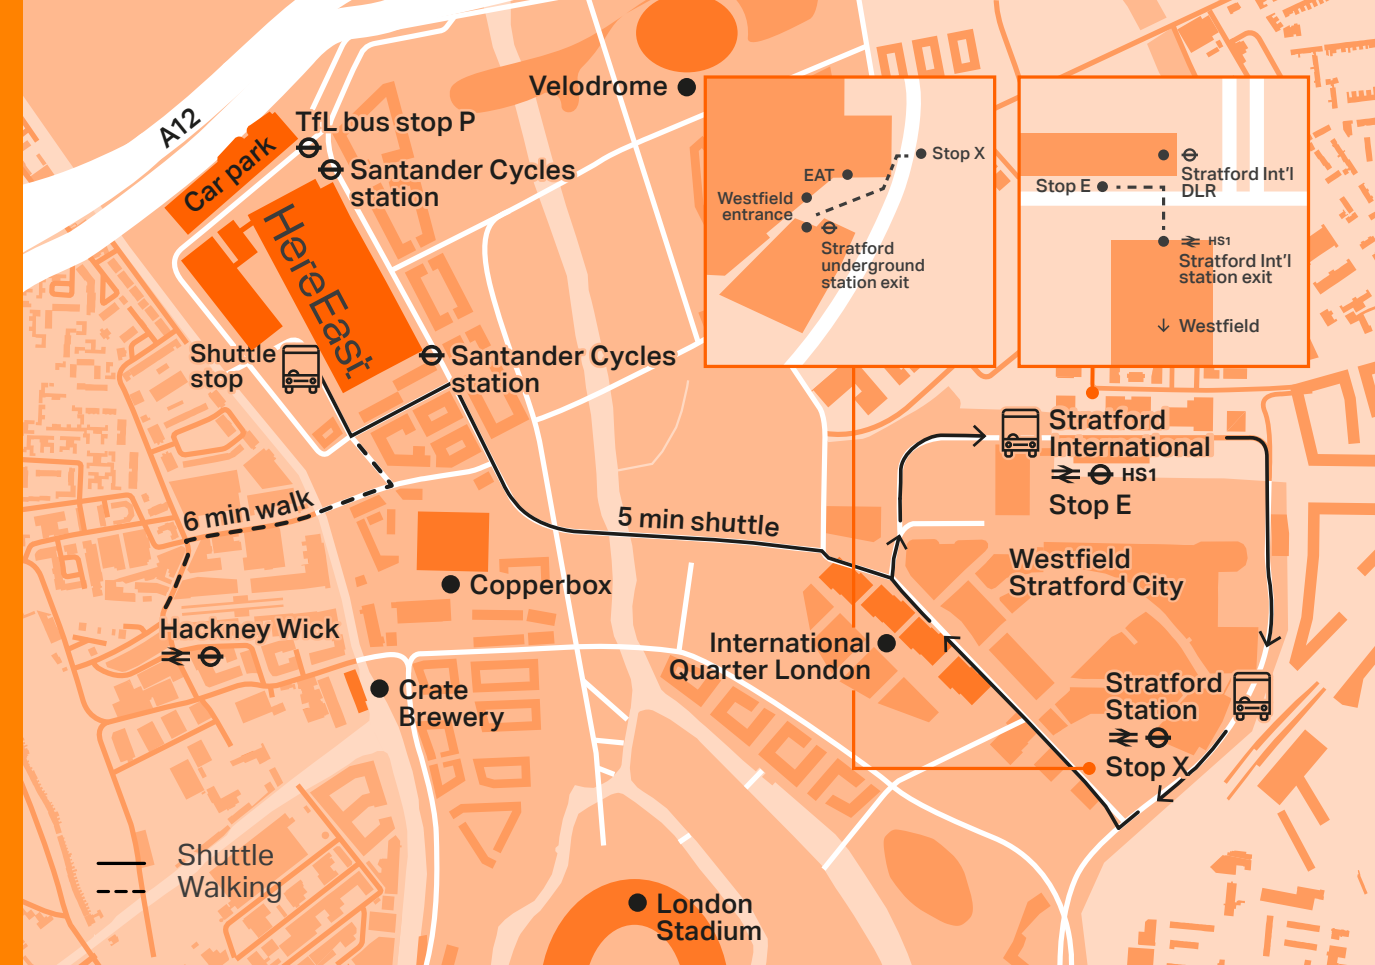 Velodrome
A12
TfL bus stop P
Car park
Santander Cycles
station
HereEast
Shuttle
stop
Santander Cycles
station
Stop X
EAT
Westfield
entrance
Stratford
underground
station exit
Stratford Int'l
DLR
Stop E
HS1
Stratford Int'l
station exit
Westfield
Stratford
International
HS1
Stop E
6 min walk
5 min shuttle
Westfield
Stratford City
Copperbox
Hackney Wick
International
Quarter London
Crate
Brewery
Stratford
Station
Stop X
Shuttle
Walking
London
Stadium